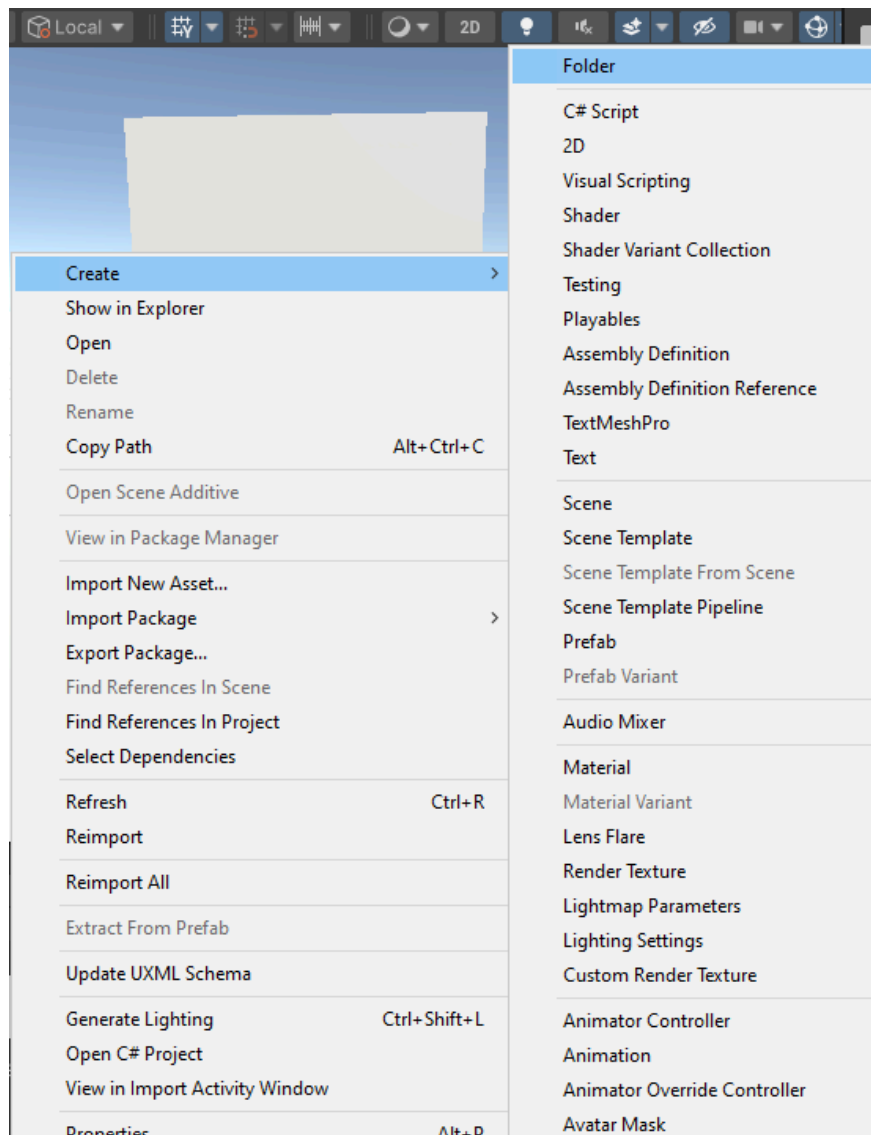 Local
2D
Folder
C# Script
2D
Visual Scripting
Shader
Shader Variant Collection
Testing
Playables
Assembly Definition
Assembly Definition Reference
TextMeshPro
Text
Scene
Scene Template
Scene Template From Scene
Scene Template Pipeline
Prefab
Prefab Variant
Audio Mixer
Material
Material Variant
Lens Flare
Render Texture
Lightmap Parameters
Lighting Settings
Custom Render Texture
Animator Controller
Animation
Animator Override Controller
Avatar Mask
Create
Show in Explorer
Open
Delete
Rename
Copy Path Alt+Ctrl+C
Open Scene Additive
View in Package Manager
Import New Asset...
Import Package
Export Package...
Find References In Scene
Find References In Project
Select Dependencies
Refresh Ctrl+R
Reimport
Reimport All
Extract From Prefab
Update UXML Schema
Generate Lighting Ctrl+Shift+L
Open C# Project
View in Import Activity Window
Properties Alt+P